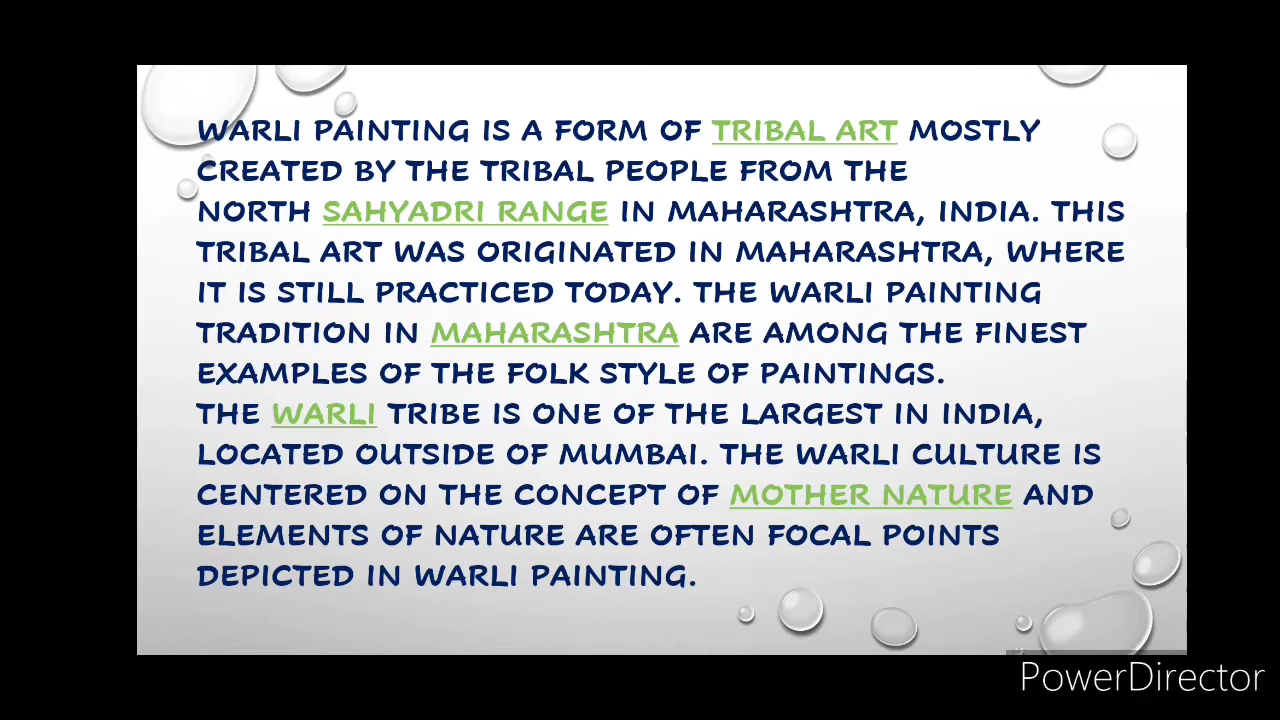 WARLI PAINTING IS A FORM OF TRIBAL ART MOSTLY
CREATED BY THE TRIBAL PEOPLE FROM THE
NORTH SAHYADRI RANGE IN MAHARASHTRA, INDIA. THIS
TRIBAL ART WAS ORIGINATED IN MAHARASHTRA, WHERE
IT IS STILL PRACTICED TODAY. THE WARLI PAINTING
TRADITION IN MAHARASHTRA ARE AMONG THE FINEST
EXAMPLES OF THE FOLK STYLE OF PAINTINGS.
THE WARLI TRIBE IS ONE OF THE LARGEST IN INDIA,
LOCATED OUTSIDE OF MUMBAI. THE WARLI CULTURE IS
CENTERED ON THE CONCEPT OF MOTHER NATURE AND
ELEMENTS OF NATURE ARE OFTEN FOCAL POINTS
DEPICTED IN WARLI PAINTING.
PowerDirector